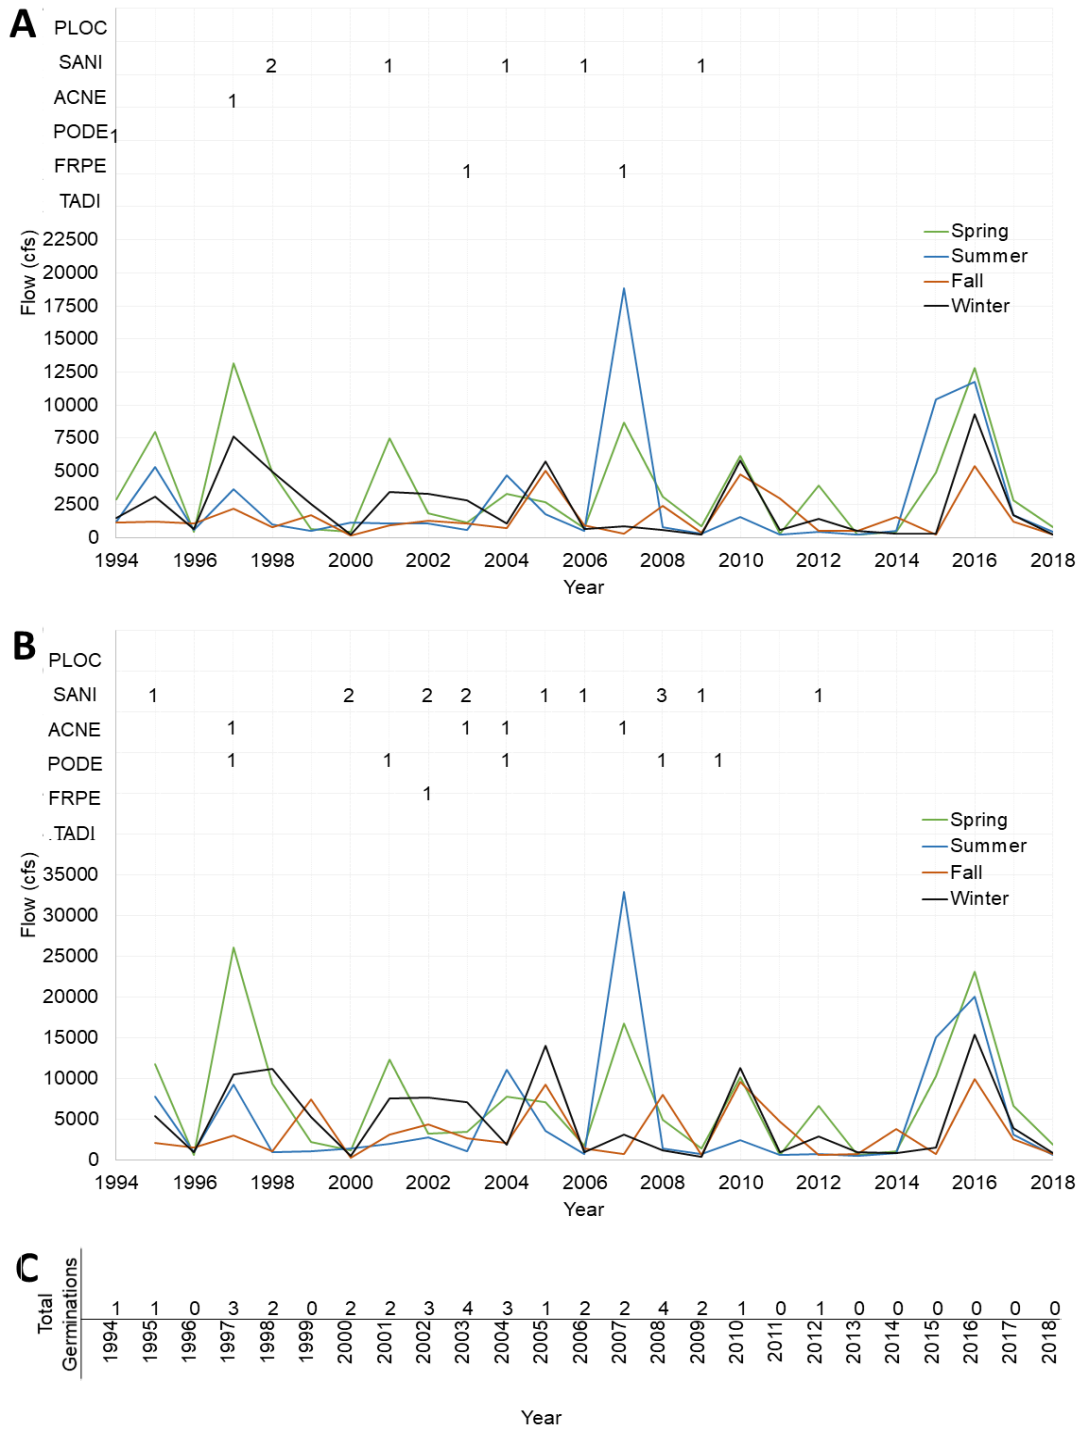 A
PLOC
SANI 2 1 1 1 1
ACNE 1
PODE 1
FRPE 1 1
TADI
Flow (cfs)
22500
20000
17500
15000
12500
10000
7500
5000
2500
0
Spring
Summer
Fall
Winter
1994 1996 1998 2000 2002 2004 2006 2008 2010 2012 2014 2016 2018
Year
B
PLOC
SANI 1 2 2 2 1 1 3 1 1
ACNE 1 1 1 1
PODE 1 1 1 1 1
FRPE 1
TADI
Flow (cfs)
35000
30000
25000
20000
15000
10000
5000
0
Spring
Summer
Fall
Winter
1994 1996 1998 2000 2002 2004 2006 2008 2010 2012 2014 2016 2018
Year
C
Total
Germinations
1 1 0 3 2 0 2 2 3 4 3 1 2 2 4 2 1 0 1 0 0 0 0 0 0
1994 1995 1996 1997 1998 1999 2000 2001 2002 2003 2004 2005 2006 2007 2008 2009 2010 2011 2012 2013 2014 2015 2016 2017 2018
Year